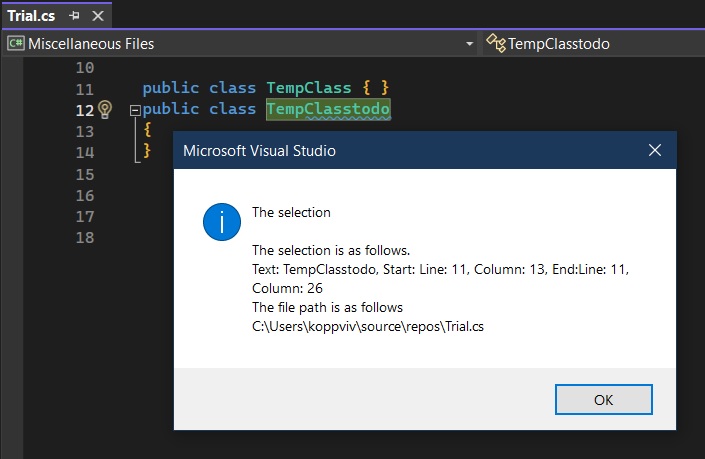 Trial.cs
C# Miscellaneous Files
TempClasstodo
10
11 public class TempClass { }
12 public class TempClasstodo
13 {
14 }
15
16
17
18
Microsoft Visual Studio
The selection
The selection is as follows.
Text: TempClasstodo, Start: Line: 11, Column: 13, End:Line: 11,
Column: 26
The file path is as follows
C:\Users\koppviv\source\repos\Trial.cs
OK